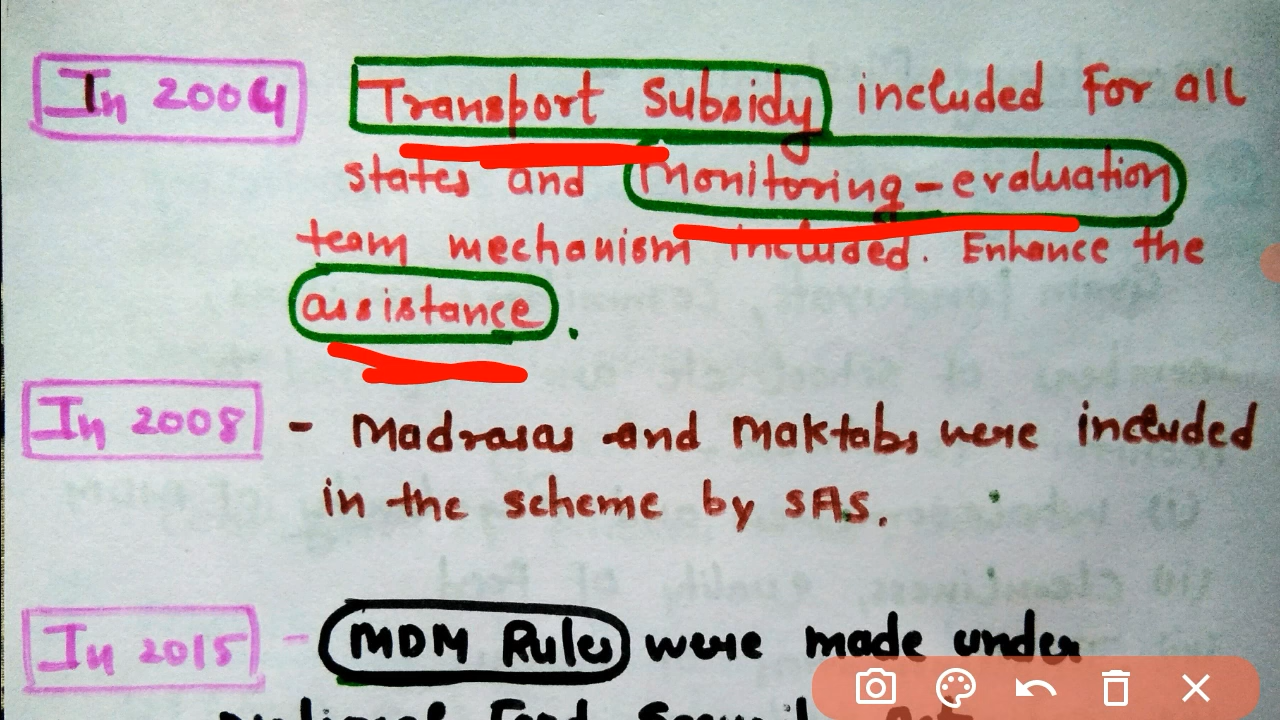 In 2004 Transport Subsidy included For all
states and Monitoring - evaluation
team mechanism included. Enhance the
assistance.
In 2008 - Madrasas and Maktabs were included
in the scheme by SAS.
In 2015 - MDM Rules were made under